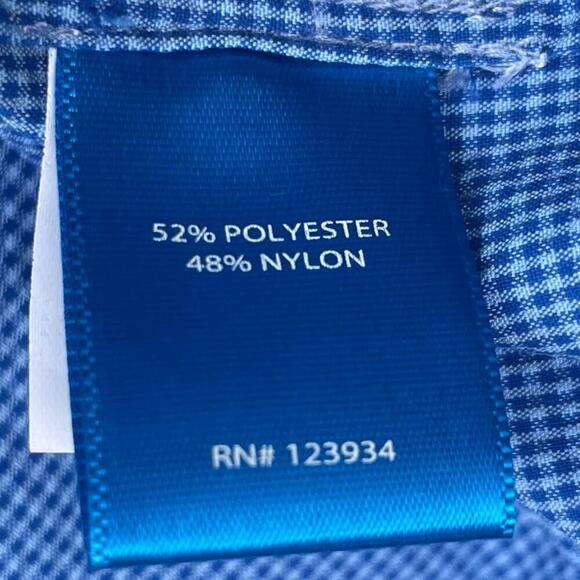 52% POLYESTER
48% NYLON
RN# 123934